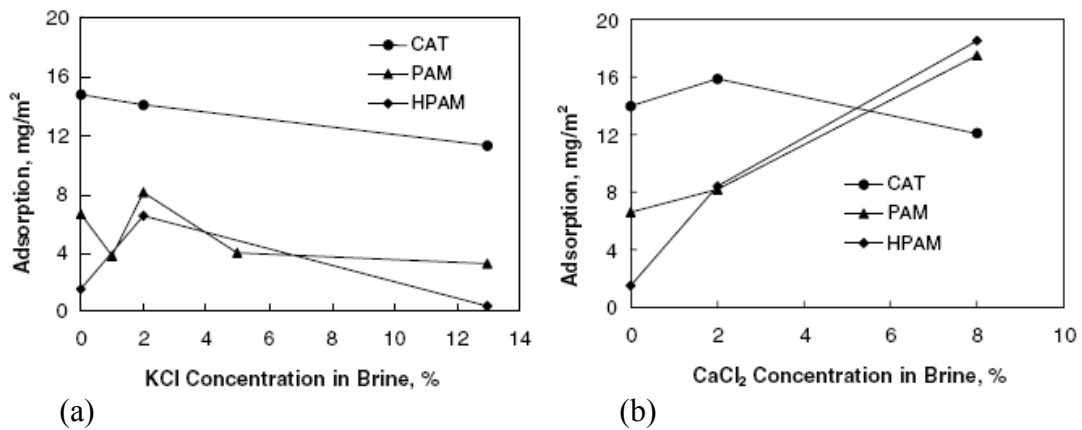 20
16
12
8
4
0
Adsorption, mg/m²
CAT
PAM
HPAM
0 2 4 6 8 10 12 14
KCl Concentration in Brine, %
(a)
20
16
12
8
4
0
Adsorption, mg/m²
CAT
PAM
HPAM
0 2 4 6 8 10
CaCl₂ Concentration in Brine, %
(b)